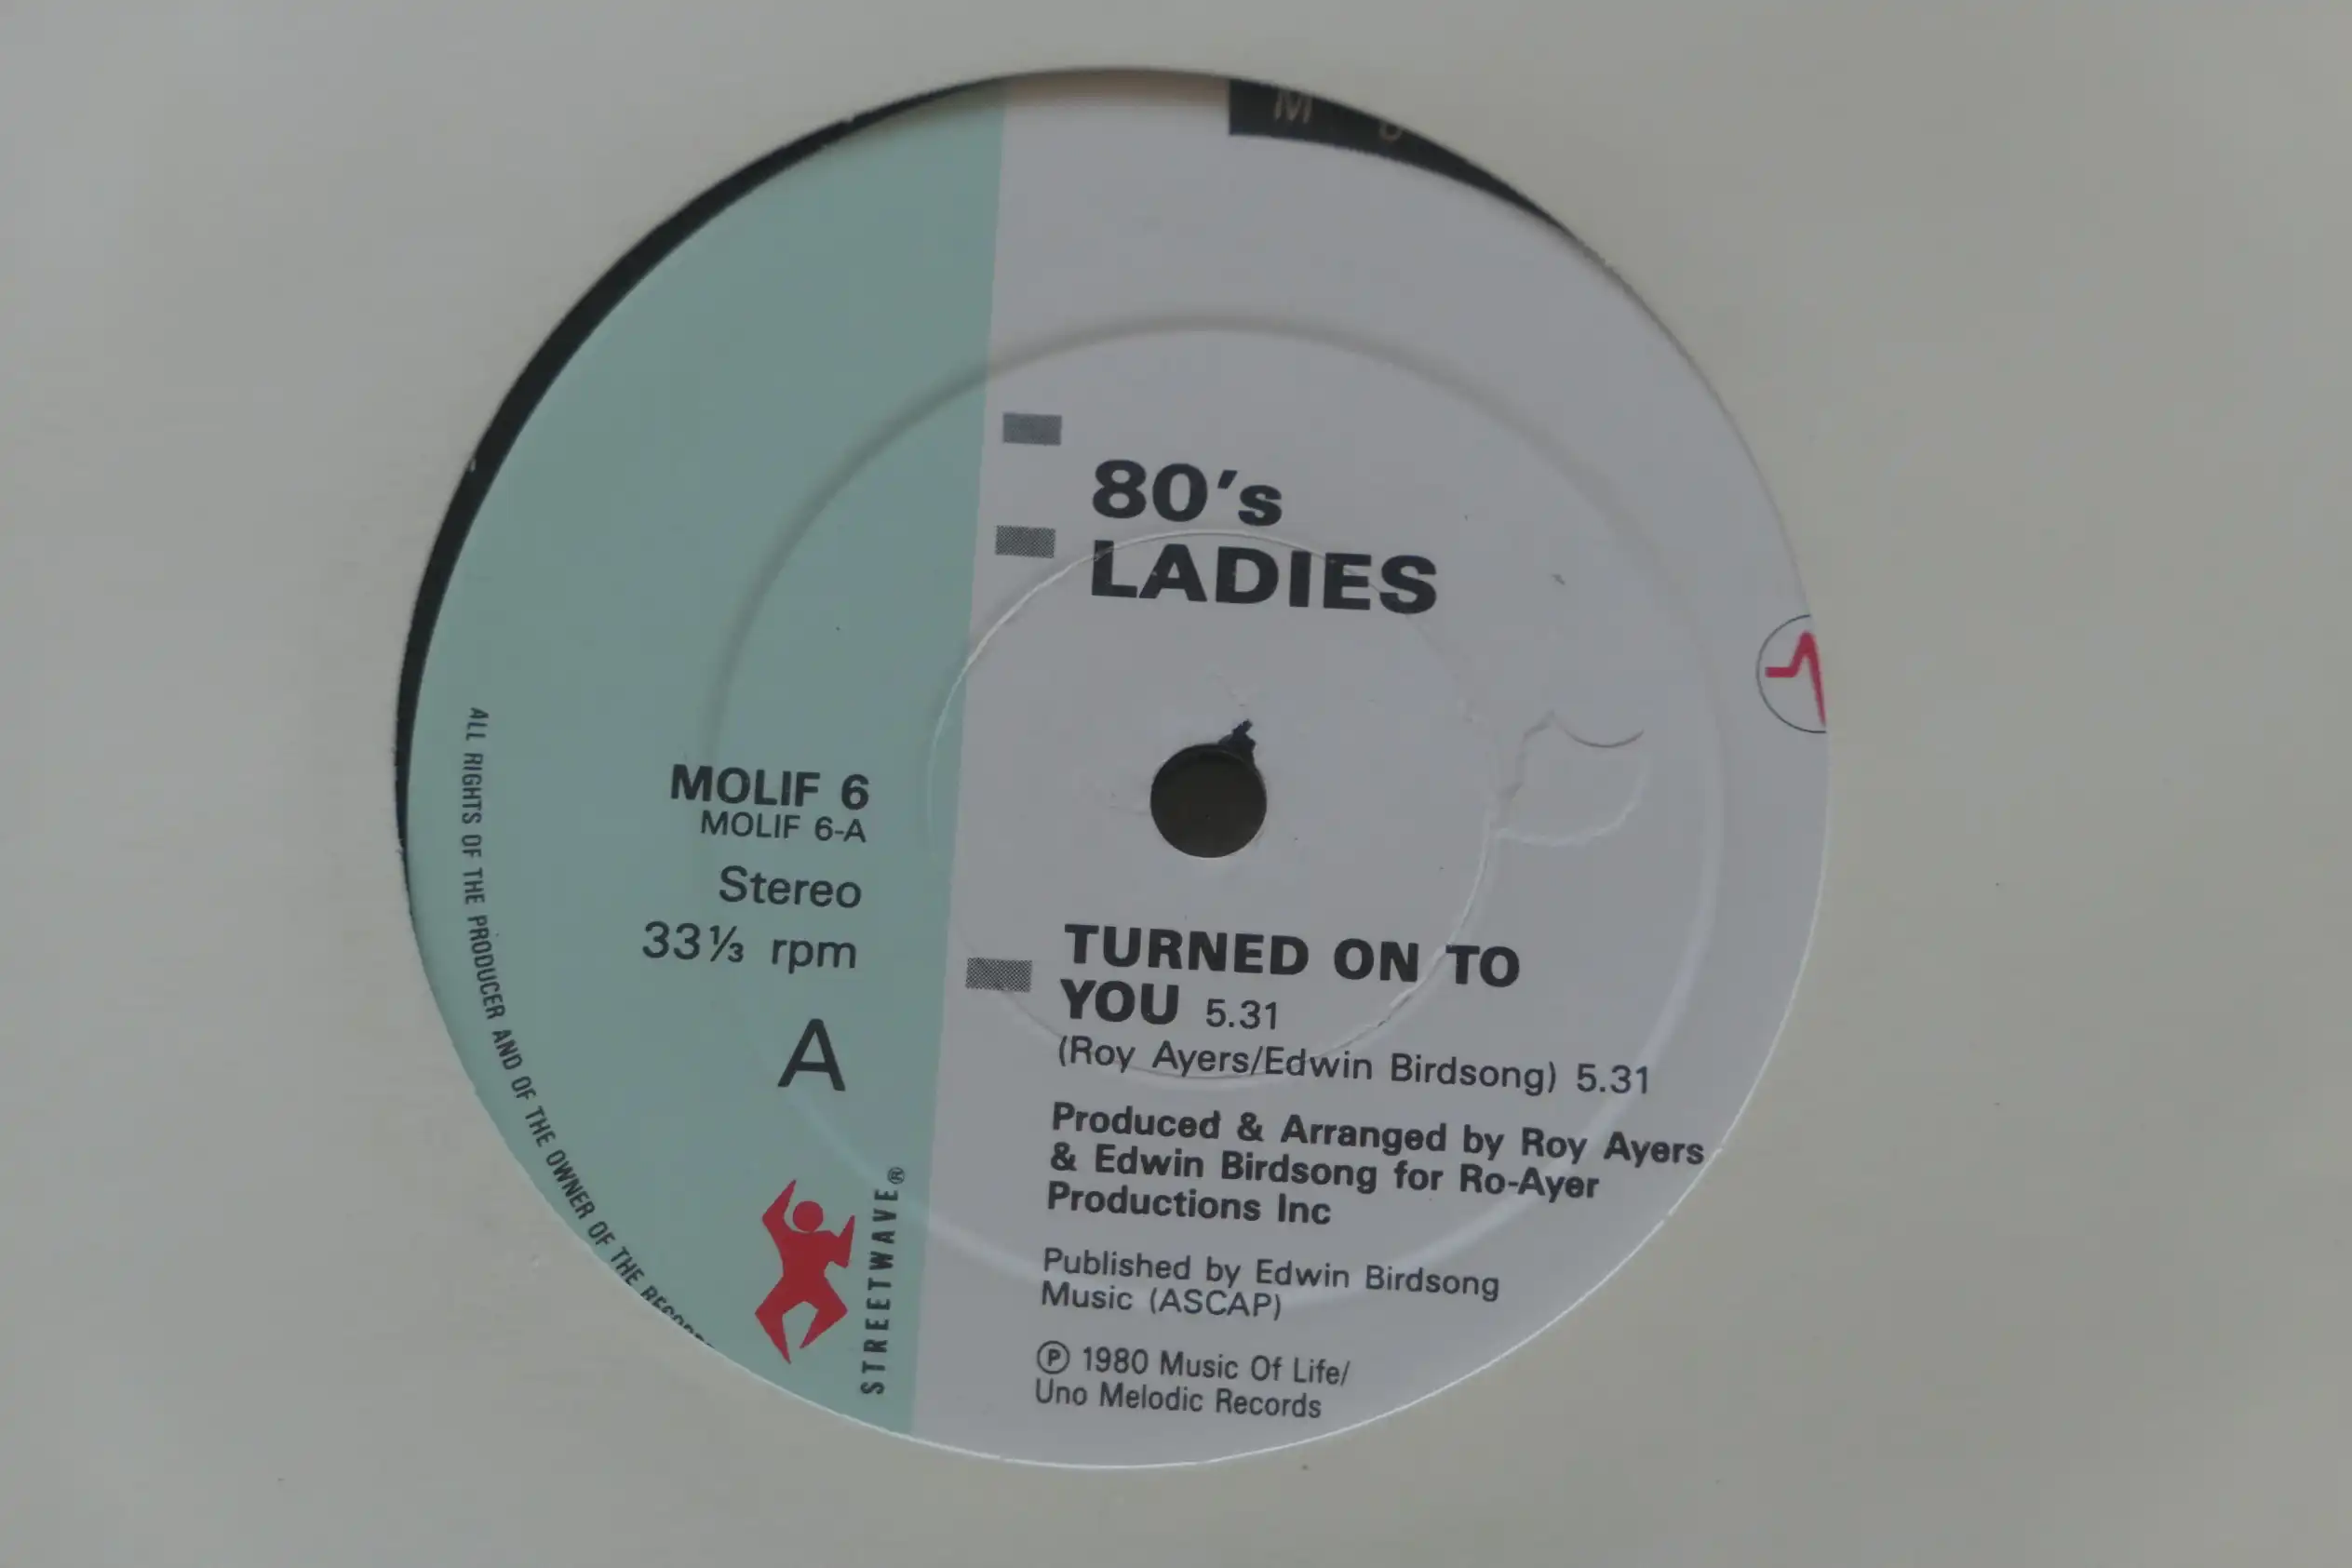 80's
LADIES
MOLIF 6
MOLIF 6-A
Stereo
33⅓ rpm
A
STREETWAVE®
TURNED ON TO
YOU 5.31
(Roy Ayers/Edwin Birdsong) 5.31
Produced & Arranged by Roy Ayers
& Edwin Birdsong for Ro-Ayer
Productions Inc
Published by Edwin Birdsong
Music (ASCAP)
Ⓟ 1980 Music Of Life/
Uno Melodic Records
ALL RIGHTS OF THE PRODUCER AND OF THE OWNER OF THE